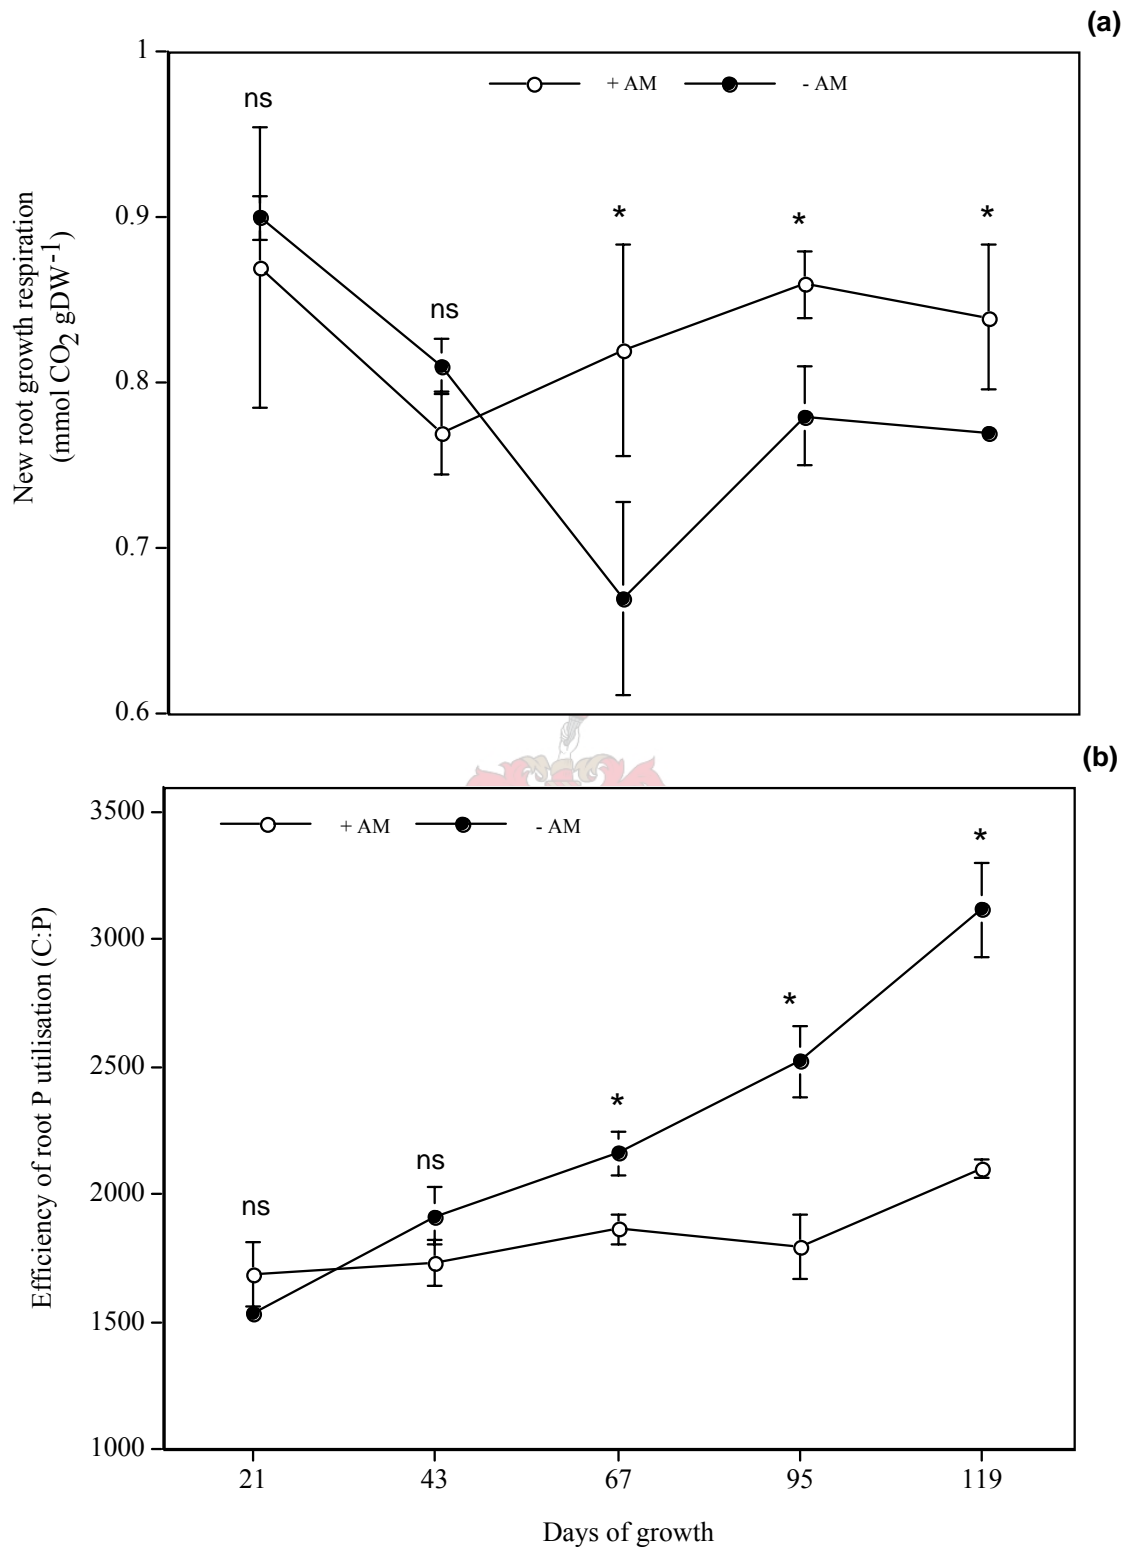 (a)
1
+ AM - AM
ns
0.9
* * *
ns
0.8
0.7
0.6
New root growth respiration
(mmol CO2 gDW-1)
(b)
3500
+ AM - AM
*
3000
*
2500
*
ns
2000
ns
1500
1000
Efficiency of root P utilisation (C:P)
21 43 67 95 119
Days of growth